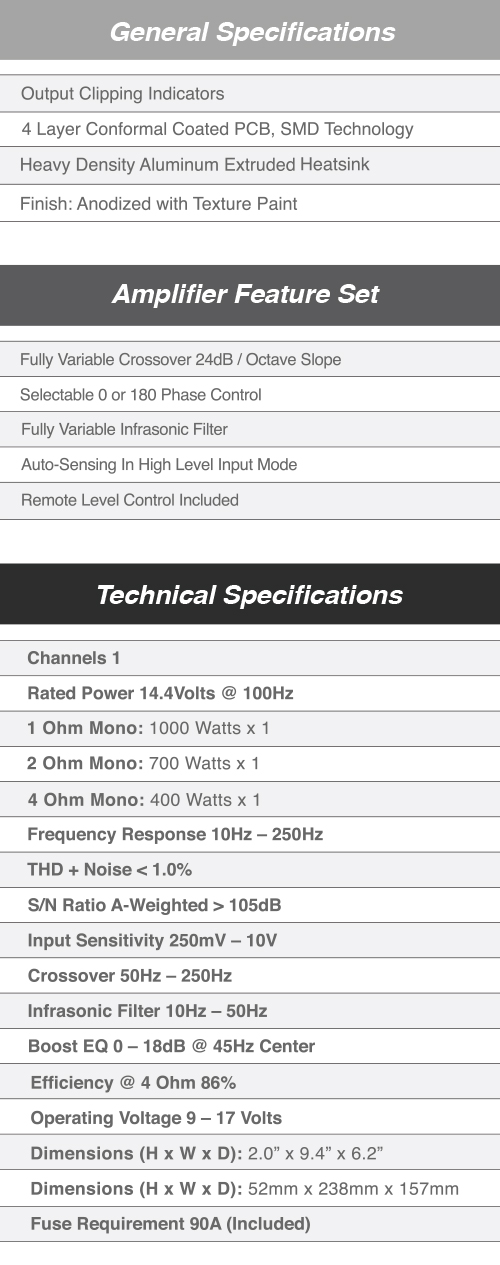 General Specifications
Output Clipping Indicators
4 Layer Conformal Coated PCB, SMD Technology
Heavy Density Aluminum Extruded Heatsink
Finish: Anodized with Texture Paint
Amplifier Feature Set
Fully Variable Crossover 24dB / Octave Slope
Selectable 0 or 180 Phase Control
Fully Variable Infrasonic Filter
Auto-Sensing In High Level Input Mode
Remote Level Control Included
Technical Specifications
Channels 1
Rated Power 14.4Volts @ 100Hz
1 Ohm Mono: 1000 Watts x 1
2 Ohm Mono: 700 Watts x 1
4 Ohm Mono: 400 Watts x 1
Frequency Response 10Hz – 250Hz
THD + Noise < 1.0%
S/N Ratio A-Weighted > 105dB
Input Sensitivity 250mV – 10V
Crossover 50Hz – 250Hz
Infrasonic Filter 10Hz – 50Hz
Boost EQ 0 – 18dB @ 45Hz Center
Efficiency @ 4 Ohm 86%
Operating Voltage 9 – 17 Volts
Dimensions (H x W x D): 2.0” x 9.4” x 6.2”
Dimensions (H x W x D): 52mm x 238mm x 157mm
Fuse Requirement 90A (Included)